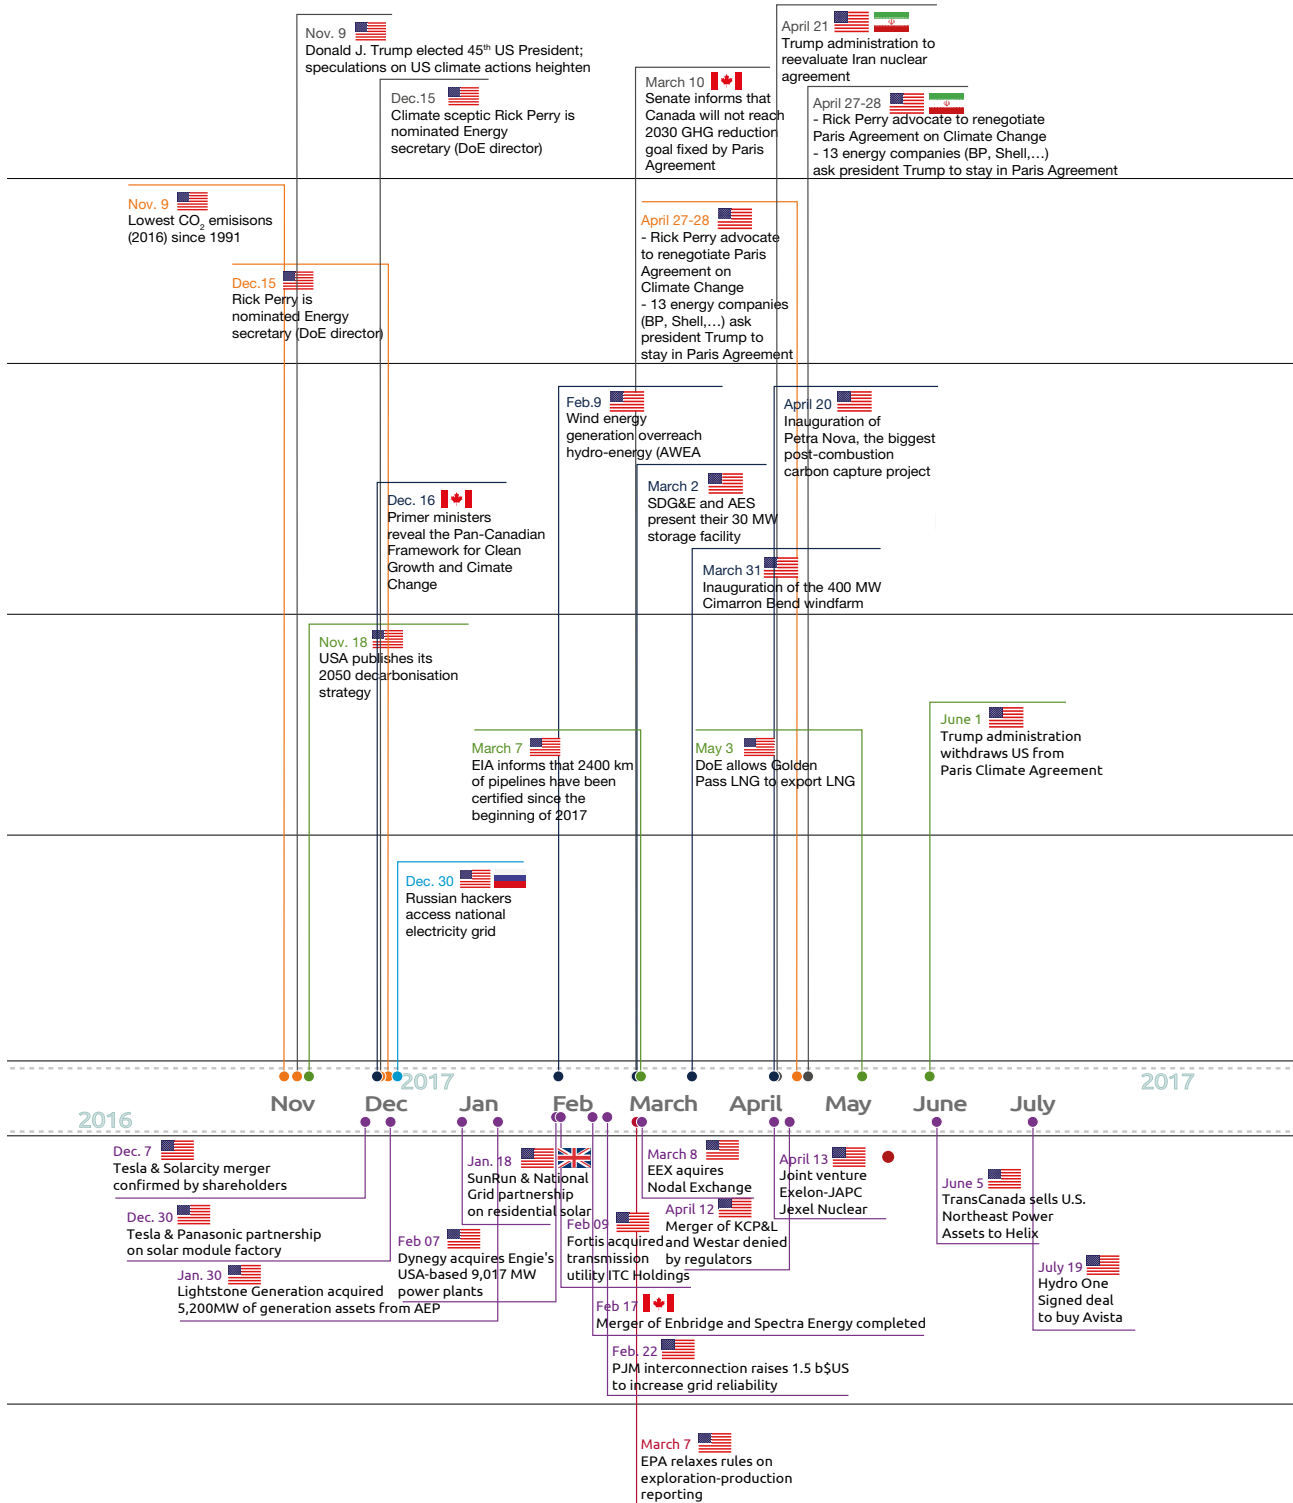 Nov. 9
Donald J. Trump elected 45th US President;
speculations on US climate actions heighten
Dec.15
Climate sceptic Rick Perry is
nominated Energy
secretary (DoE director)
March 10
Senate informs that
Canada will not reach
2030 GHG reduction
goal fixed by Paris
Agreement
April 21
Trump administration to
reevaluate Iran nuclear
agreement
April 27-28
- Rick Perry advocate to renegotiate
Paris Agreement on Climate Change
- 13 energy companies (BP, Shell,…)
ask president Trump to stay in Paris Agreement
Nov. 9
Lowest CO2 emisisons
(2016) since 1991
Dec.15
Rick Perry is
nominated Energy
secretary (DoE director)
April 27-28
- Rick Perry advocate
to renegotiate Paris
Agreement on
Climate Change
- 13 energy companies
(BP, Shell,…) ask
president Trump to
stay in Paris Agreement
Feb.9
Wind energy
generation overreach
hydro-energy (AWEA
April 20
Inauguration of
Petra Nova, the biggest
post-combustion
carbon capture project
Dec. 16
Primer ministers
reveal the Pan-Canadian
Framework for Clean
Growth and Cimate
Change
March 2
SDG&E and AES
present their 30 MW
storage facility
March 31
Inauguration of the 400 MW
Cimarron Bend windfarm
Nov. 18
USA publishes its
2050 decarbonisation
strategy
March 7
EIA informs that 2400 km
of pipelines have been
certified since the
beginning of 2017
May 3
DoE allows Golden
Pass LNG to export LNG
June 1
Trump administration
withdraws US from
Paris Climate Agreement
Dec. 30
Russian hackers
access national
electricity grid
2017
2017
Nov Dec Jan Feb March April May June July
2016
Dec. 7
Tesla & Solarcity merger
confirmed by shareholders
Dec. 30
Tesla & Panasonic partnership
on solar module factory
Jan. 30
Lightstone Generation acquired
5,200MW of generation assets from AEP
Jan. 18
SunRun & National
Grid partnership
on residential solar
Feb 07
Dynegy acquires Engie's
USA-based 9,017 MW
power plants
Feb 09
Fortis acquired
transmission
utility ITC Holdings
Feb 17
Merger of Enbridge and Spectra Energy completed
Feb. 22
PJM interconnection raises 1.5 b$US
to increase grid reliability
March 8
EEX aquires
Nodal Exchange
April 12
Merger of KCP&L
and Westar denied
by regulators
April 13
Joint venture
Exelon-JAPC
Jexel Nuclear
June 5
TransCanada sells U.S.
Northeast Power
Assets to Helix
July 19
Hydro One
Signed deal
to buy Avista
March 7
EPA relaxes rules on
exploration-production
reporting